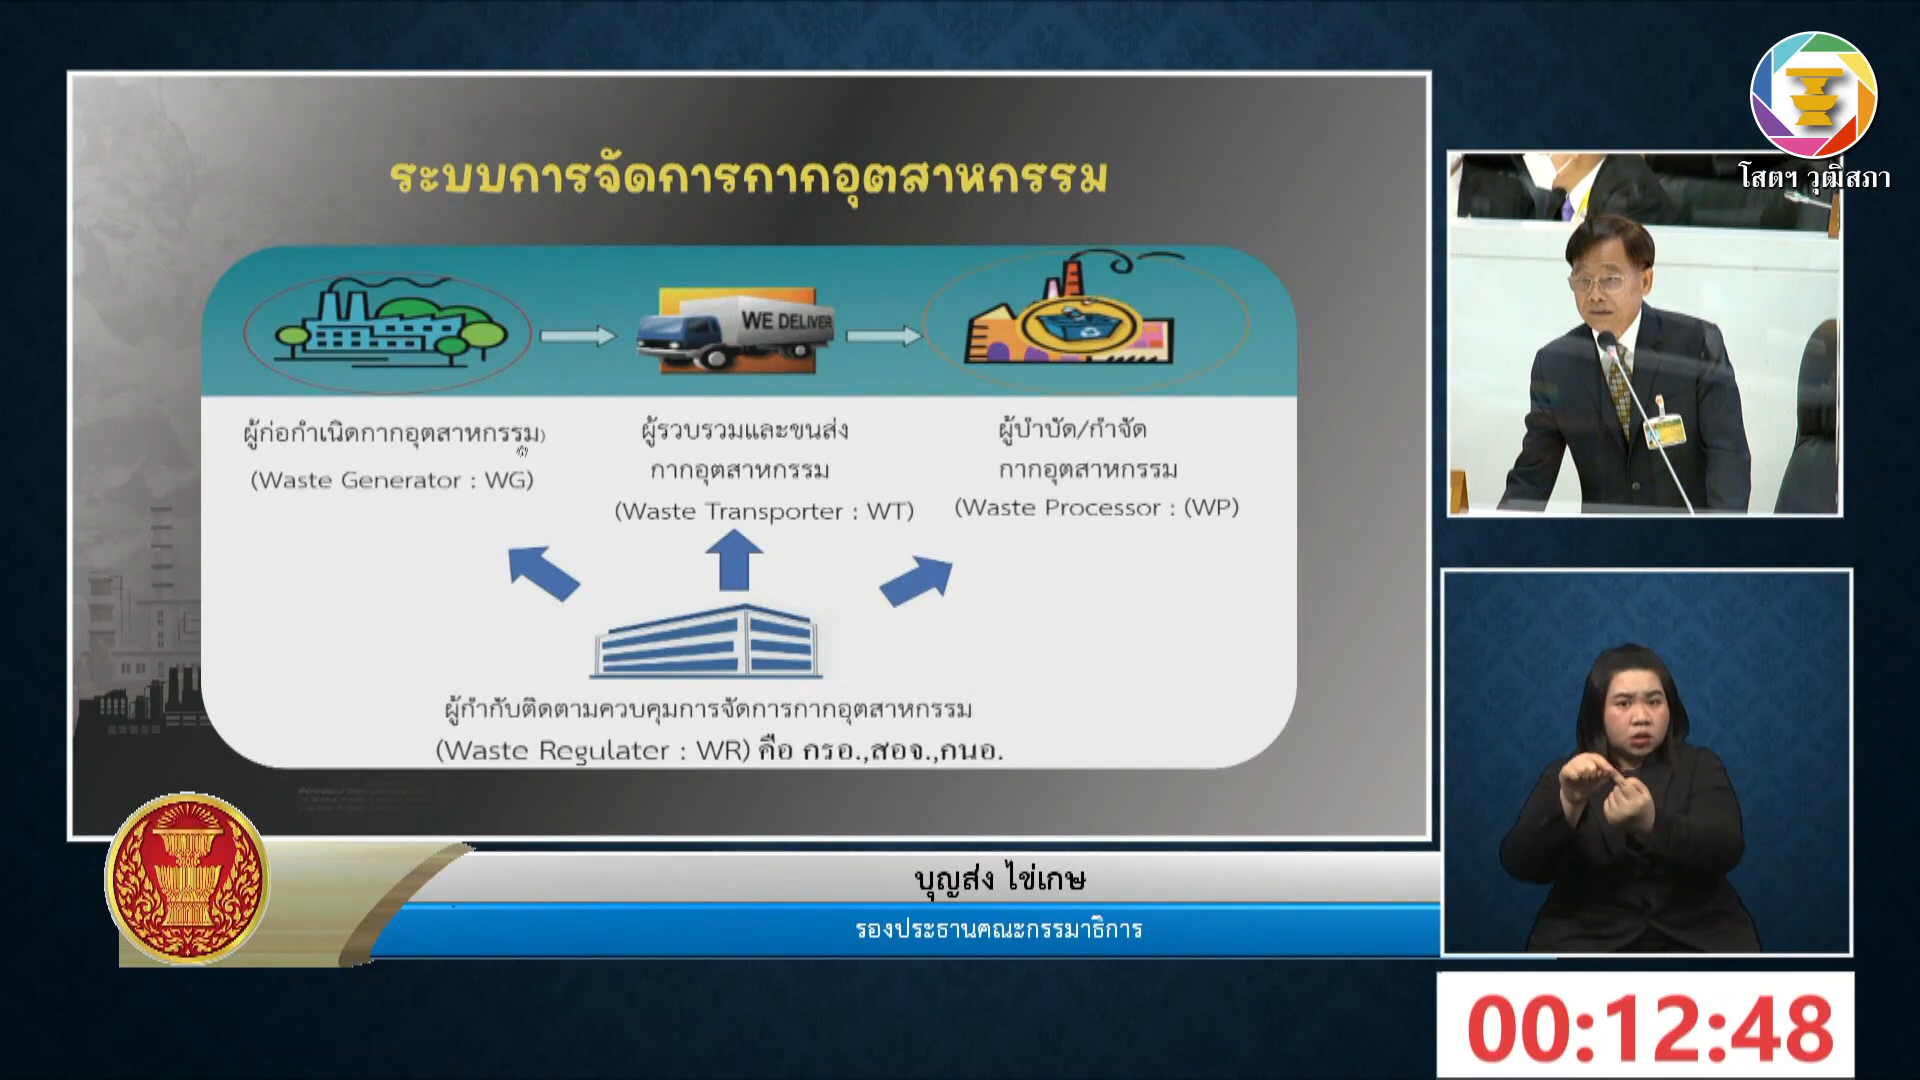 โสตฯ วุฒิสภา
ระบบการจัดการกากอุตสาหกรรม
WE DELIVER
ผู้ก่อกำเนิดกากอุตสาหกรรม)
(Waste Generator : WG)
ผู้รวบรวมและขนส่ง
กากอุตสาหกรรม
(Waste Transporter : WT)
ผู้บำบัด/กำจัด
กากอุตสาหกรรม
(Waste Processor : (WP)
ผู้กำกับติดตามควบคุมการจัดการกากอุตสาหกรรม
(Waste Regulater : WR) คือ กรอ.,สอจ.,กนอ.
บุญส่ง ไข่เกษ
รองประธานคณะกรรมาธิการ
00:12:48